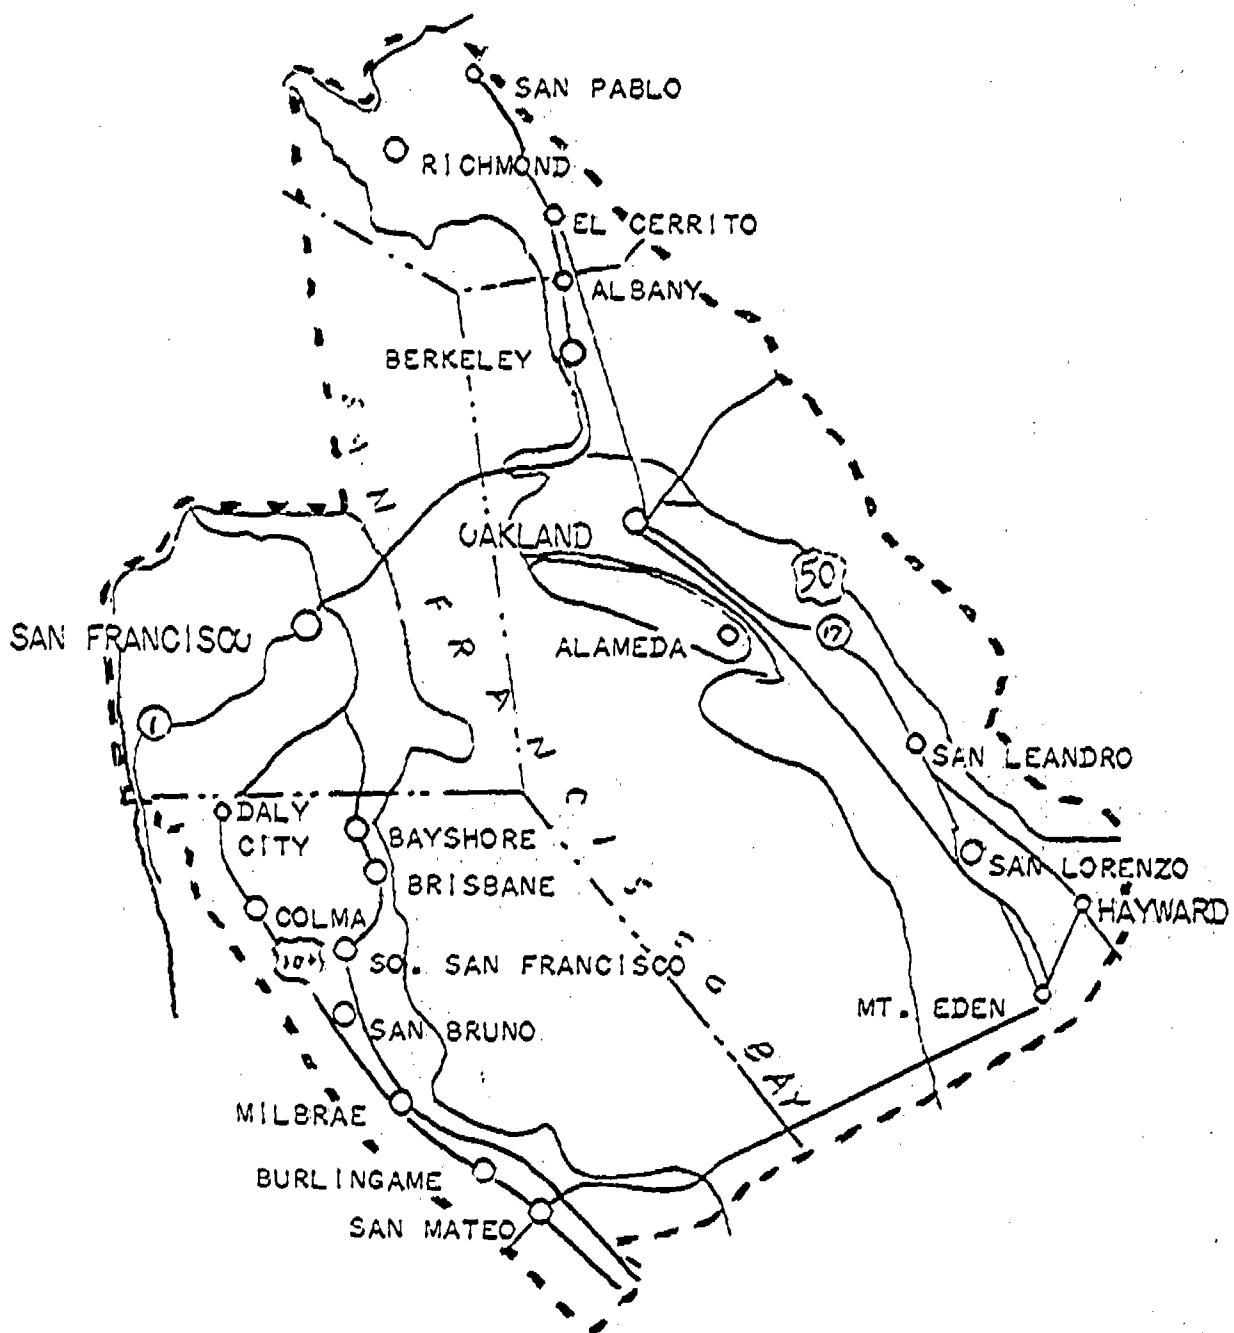 SAN PABLO
RICHMOND
EL CERRITO
ALBANY
BERKELEY
OAKLAND
50
17
SAN FRANCISCO
ALAMEDA
1
SAN LEANDRO
DALY
CITY
BAYSHORE
BRISBANE
SAN LORENZO
HAYWARD
COLMA
SO. SAN FRANCISCO
MT. EDEN
SAN BRUNO
MILBRAE
BURLINGAME
SAN MATEO
SAN FRANCISCO BAY